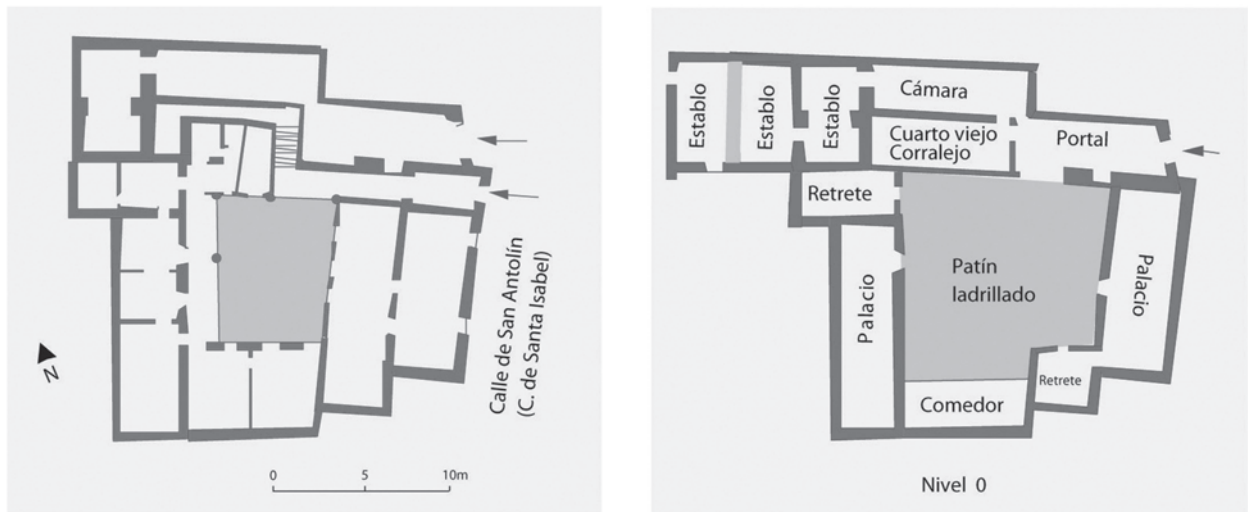 Calle de San Antolín
(C. de Santa Isabel)
N
0 5 10m
Establo
Establo
Establo
Cámara
Cuarto viejo
Corralejo
Portal
Retrete
Patín
ladrillado
Palacio
Palacio
Retrete
Comedor
Nivel 0